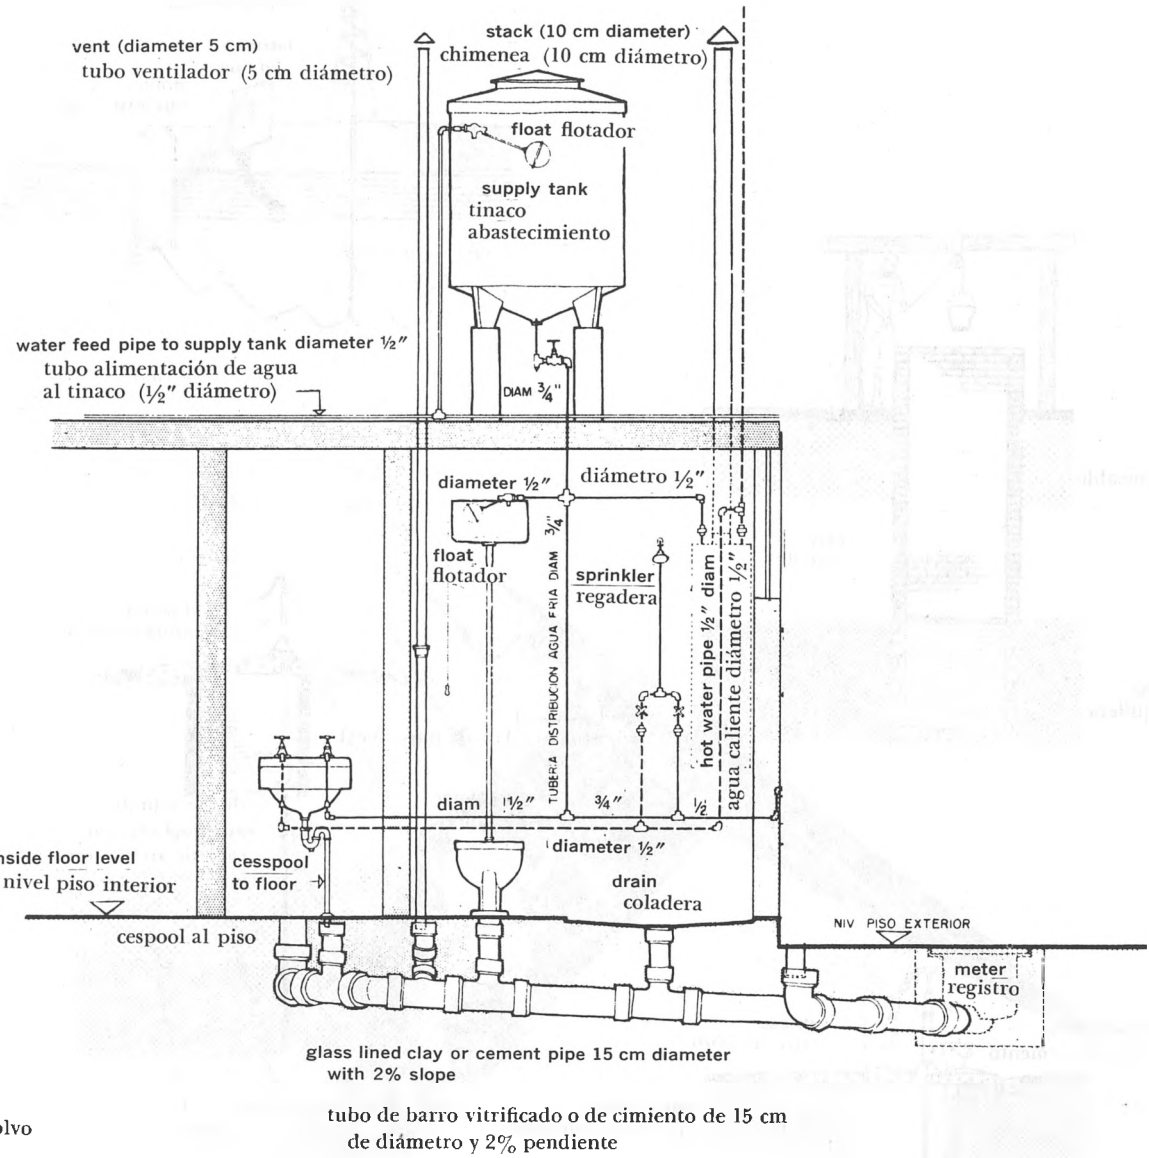 vent (diameter 5 cm)
tubo ventilador (5 cm diámetro)
stack (10 cm diameter)
chimenea (10 cm diámetro)
float flotador
supply tank
tinaco
abastecimiento
water feed pipe to supply tank diameter ½"
tubo alimentación de agua
al tinaco (½" diámetro)
DIAM ¾"
diameter ½"
diámetro ½"
float
flotador
TUBERIA DISTRIBUCION AGUA FRIA DIAM ¾"
sprinkler
regadera
hot water pipe ½" diam
agua caliente diámetro ½"
diam 1½"
¾"
½
diameter ½"
nside floor level
nivel piso interior
cesspool
to floor
cespool al piso
drain
coladera
NIV PISO EXTERIOR
meter
registro
glass lined clay or cement pipe 15 cm diameter
with 2% slope
tubo de barro vitrificado o de cimiento de 15 cm
de diámetro y 2% pendiente
olvo